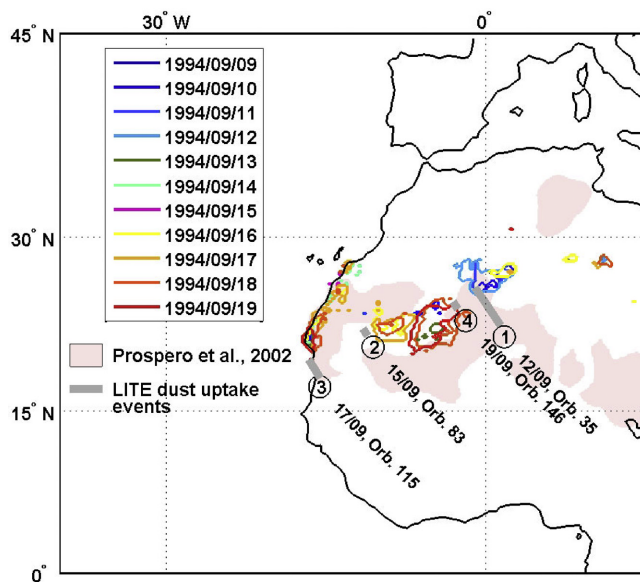 30° W
0°
45° N
1994/09/09
1994/09/10
1994/09/11
1994/09/12
1994/09/13
1994/09/14
1994/09/15
1994/09/16
1994/09/17
1994/09/18
1994/09/19
30° N
Prospero et al., 2002
LITE dust uptake
events
1
2
3
4
12/09, Orb. 35
19/09, Orb. 146
15/09, Orb. 83
17/09, Orb. 115
15° N
0°